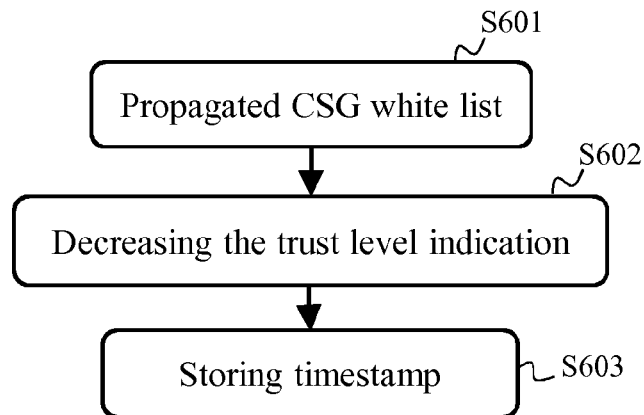 S601
Propagated CSG white list
S602
Decreasing the trust level indication
Storing timestamp
S603